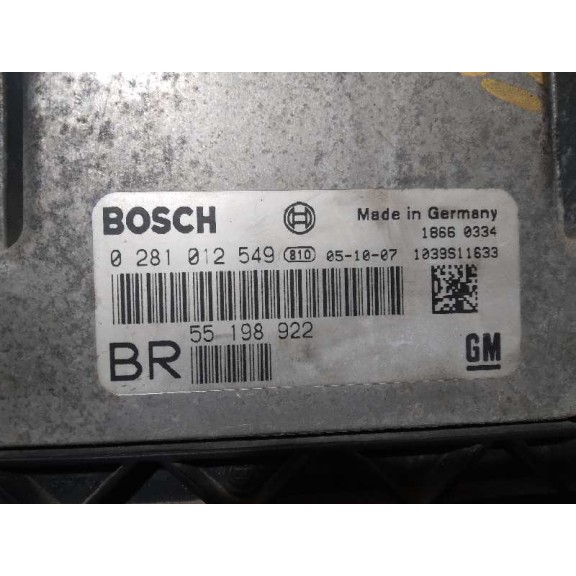 BOSCH Made in Germany
1866 0334
0 281 012 549 810 05-10-07 1039S11633
55 198 922
BR GM